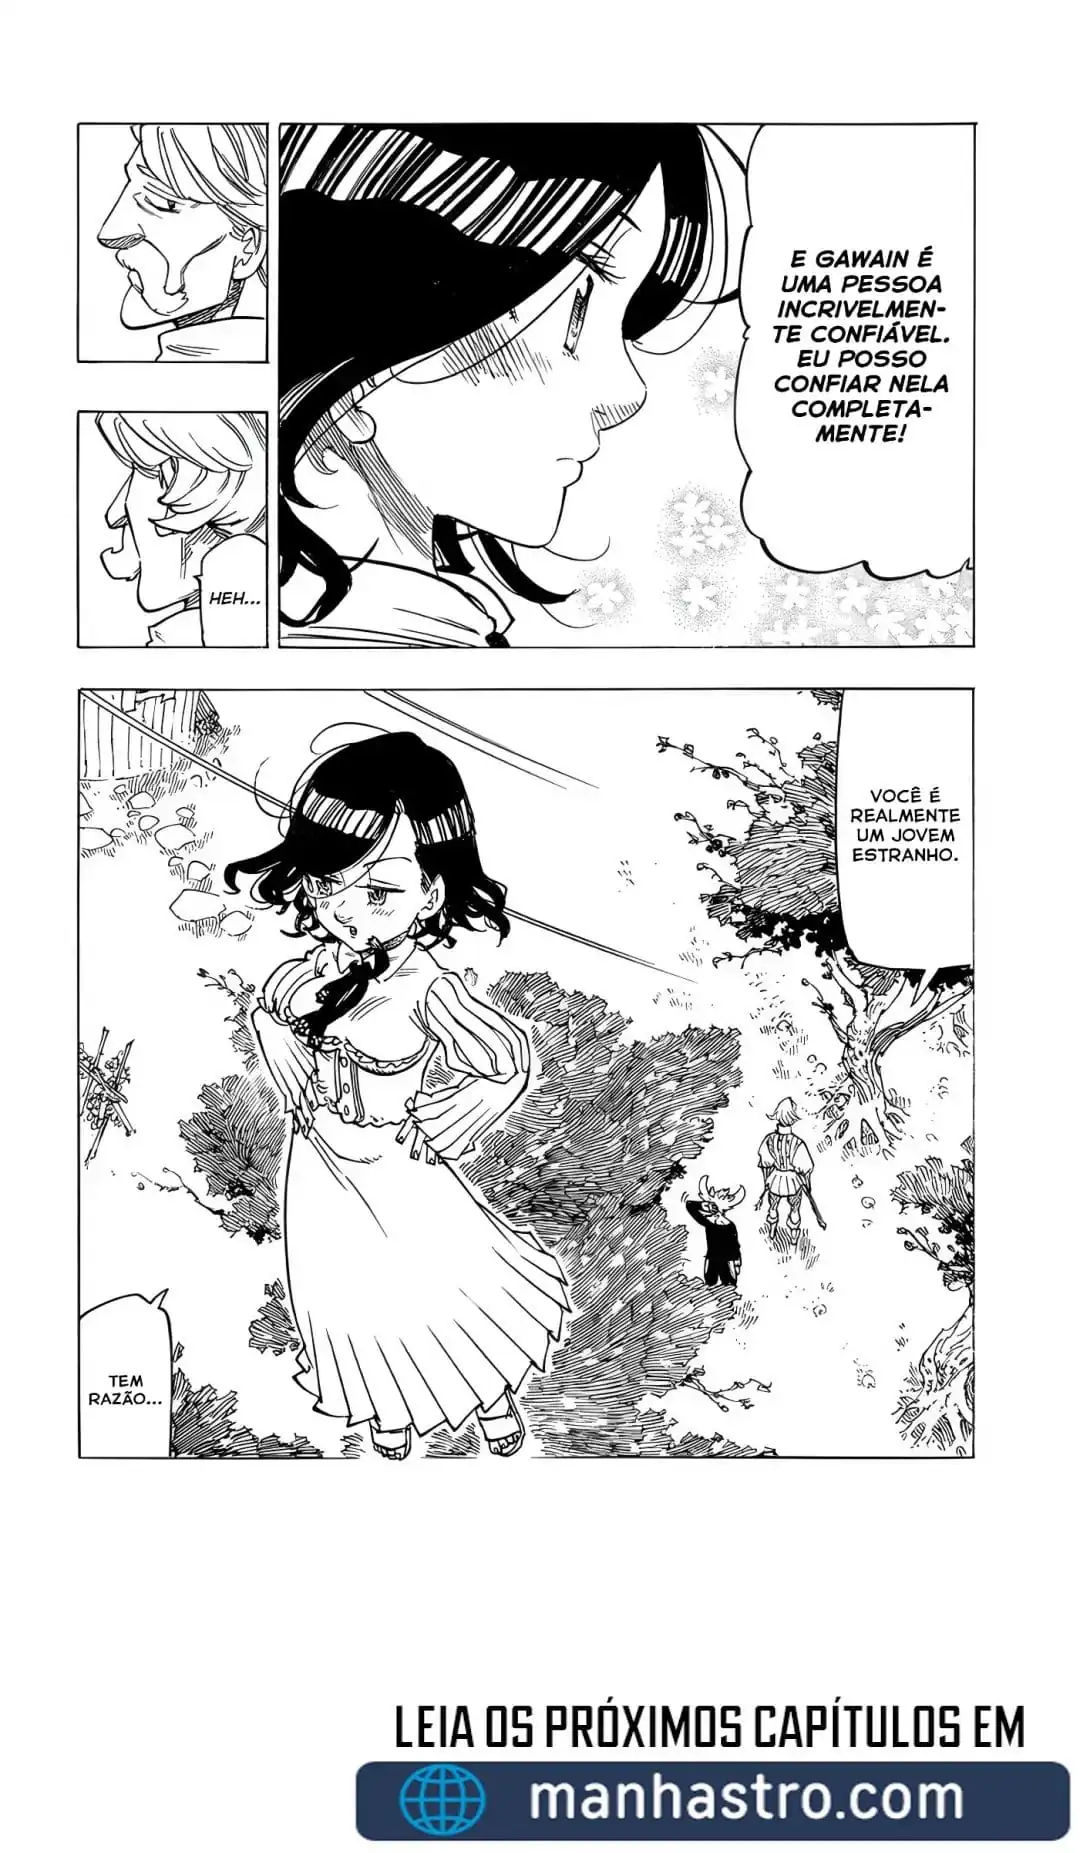 E GAWAIN É
UMA PESSOA
INCRIVELMEN-
TE CONFIÁVEL.
EU POSSO
CONFIAR NELA
COMPLETA-
MENTE!
HEH...
VOCÊ É
REALMENTE
UM JOVEM
ESTRANHO.
TEM
RAZÃO...
LEIA OS PRÓXIMOS CAPÍTULOS EM
manhastro.com